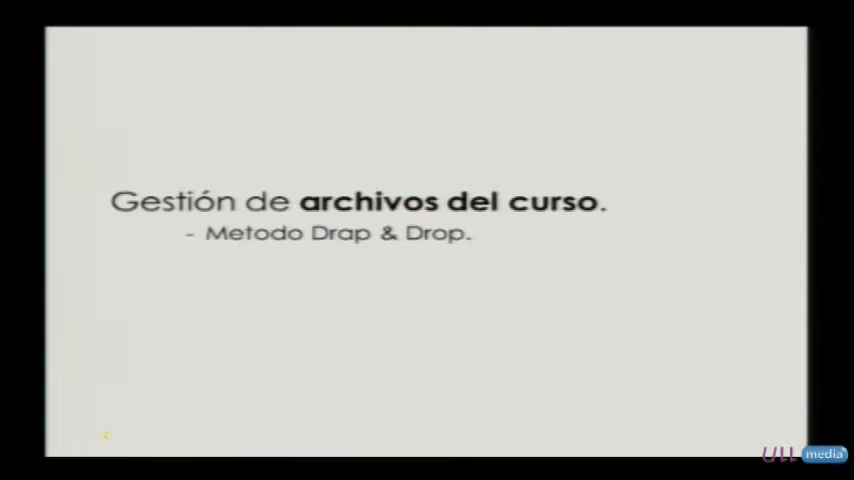 Gestión de archivos del curso.
- Metodo Drap & Drop.
ULL media